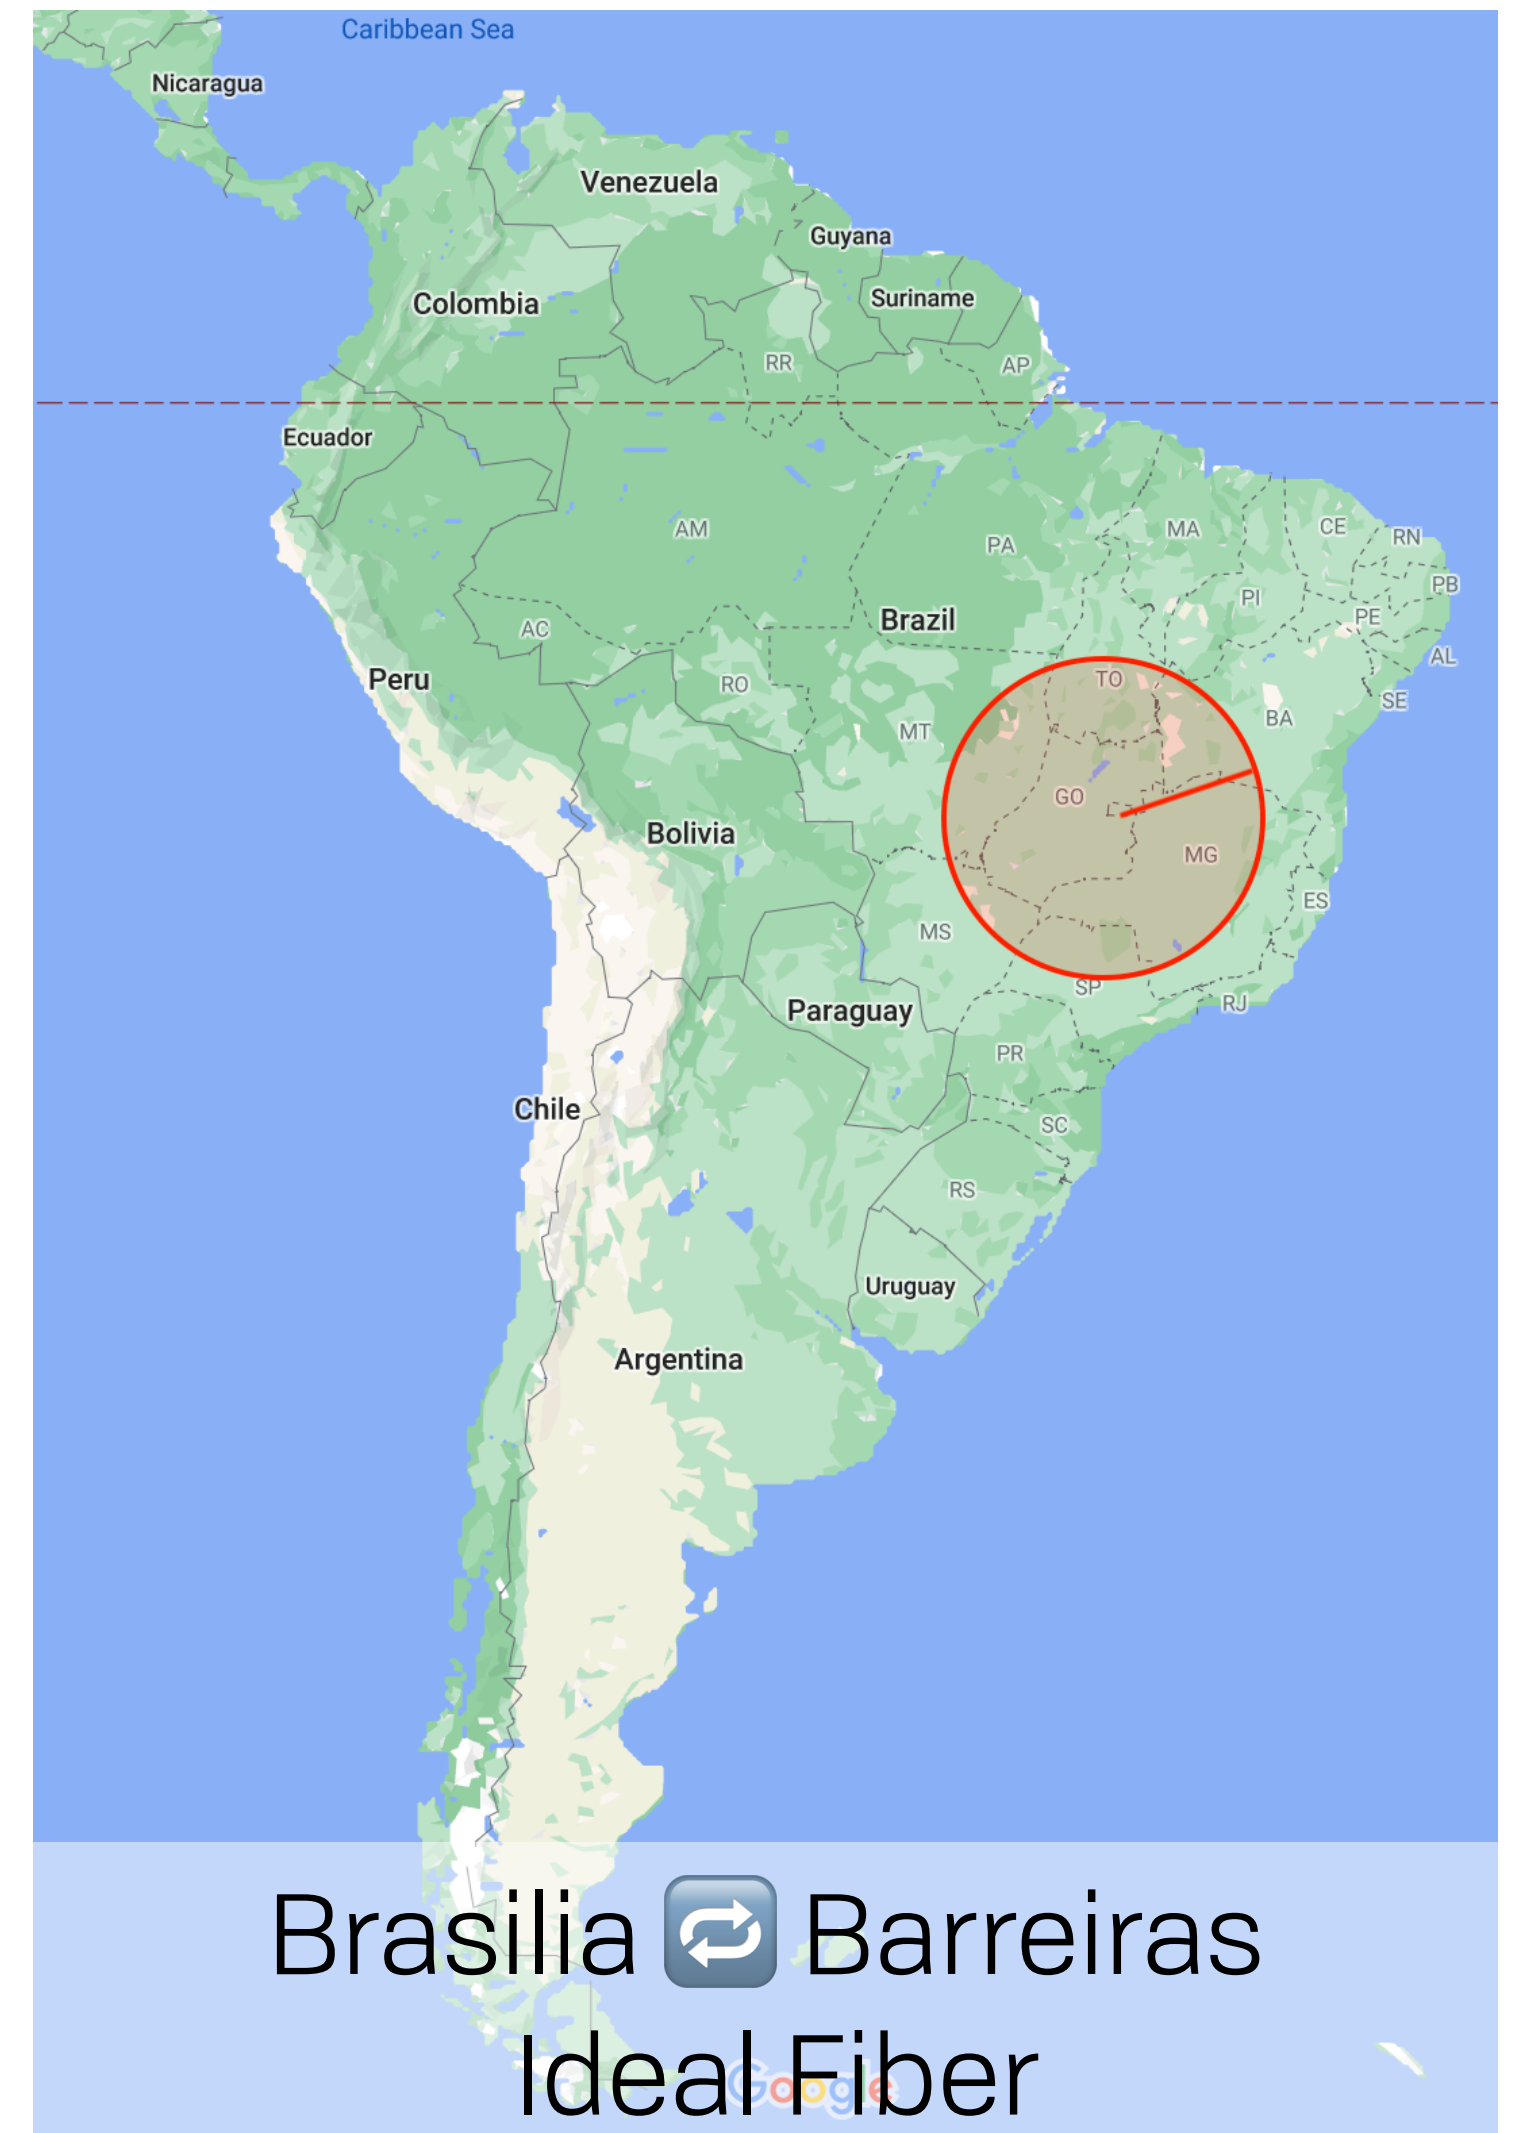 Caribbean Sea
Nicaragua
Venezuela
Guyana
Suriname
Colombia
RR
AP
Ecuador
AM
PA
MA
CE
RN
PB
PI
PE
Brazil
AC
AL
Peru
RO
TO
SE
BA
MT
GO
Bolivia
MG
ES
MS
SP
RJ
Paraguay
PR
Chile
SC
RS
Uruguay
Argentina
Brasilia 🔁 Barreiras
Ideal Fiber
Google